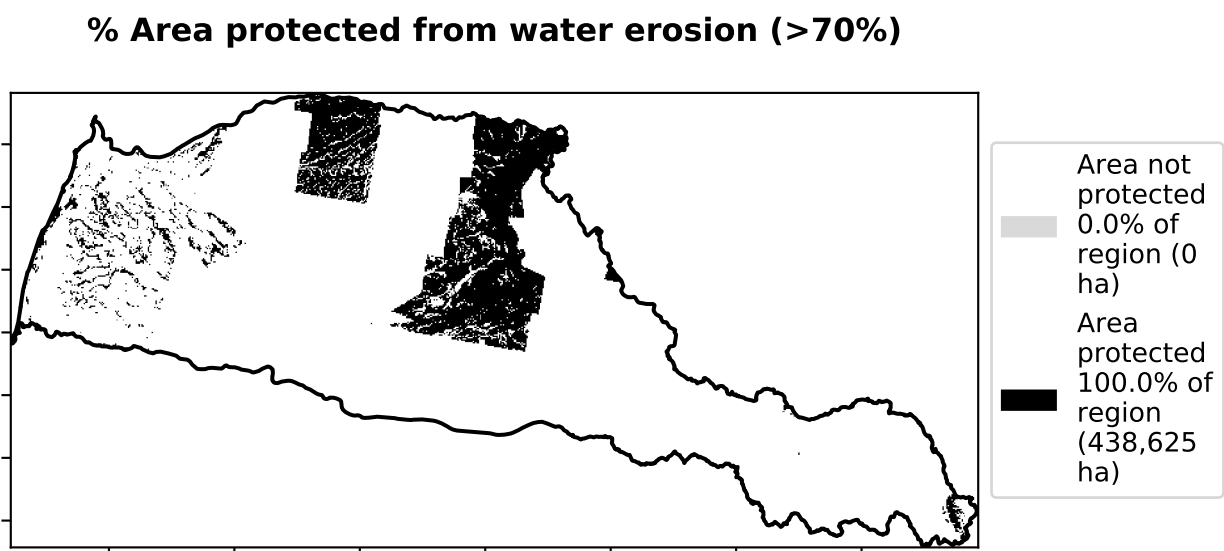 % Area protected from water erosion (>70%)
Area not
protected
0.0% of
region (0
ha)
Area
protected
100.0% of
region
(438,625
ha)